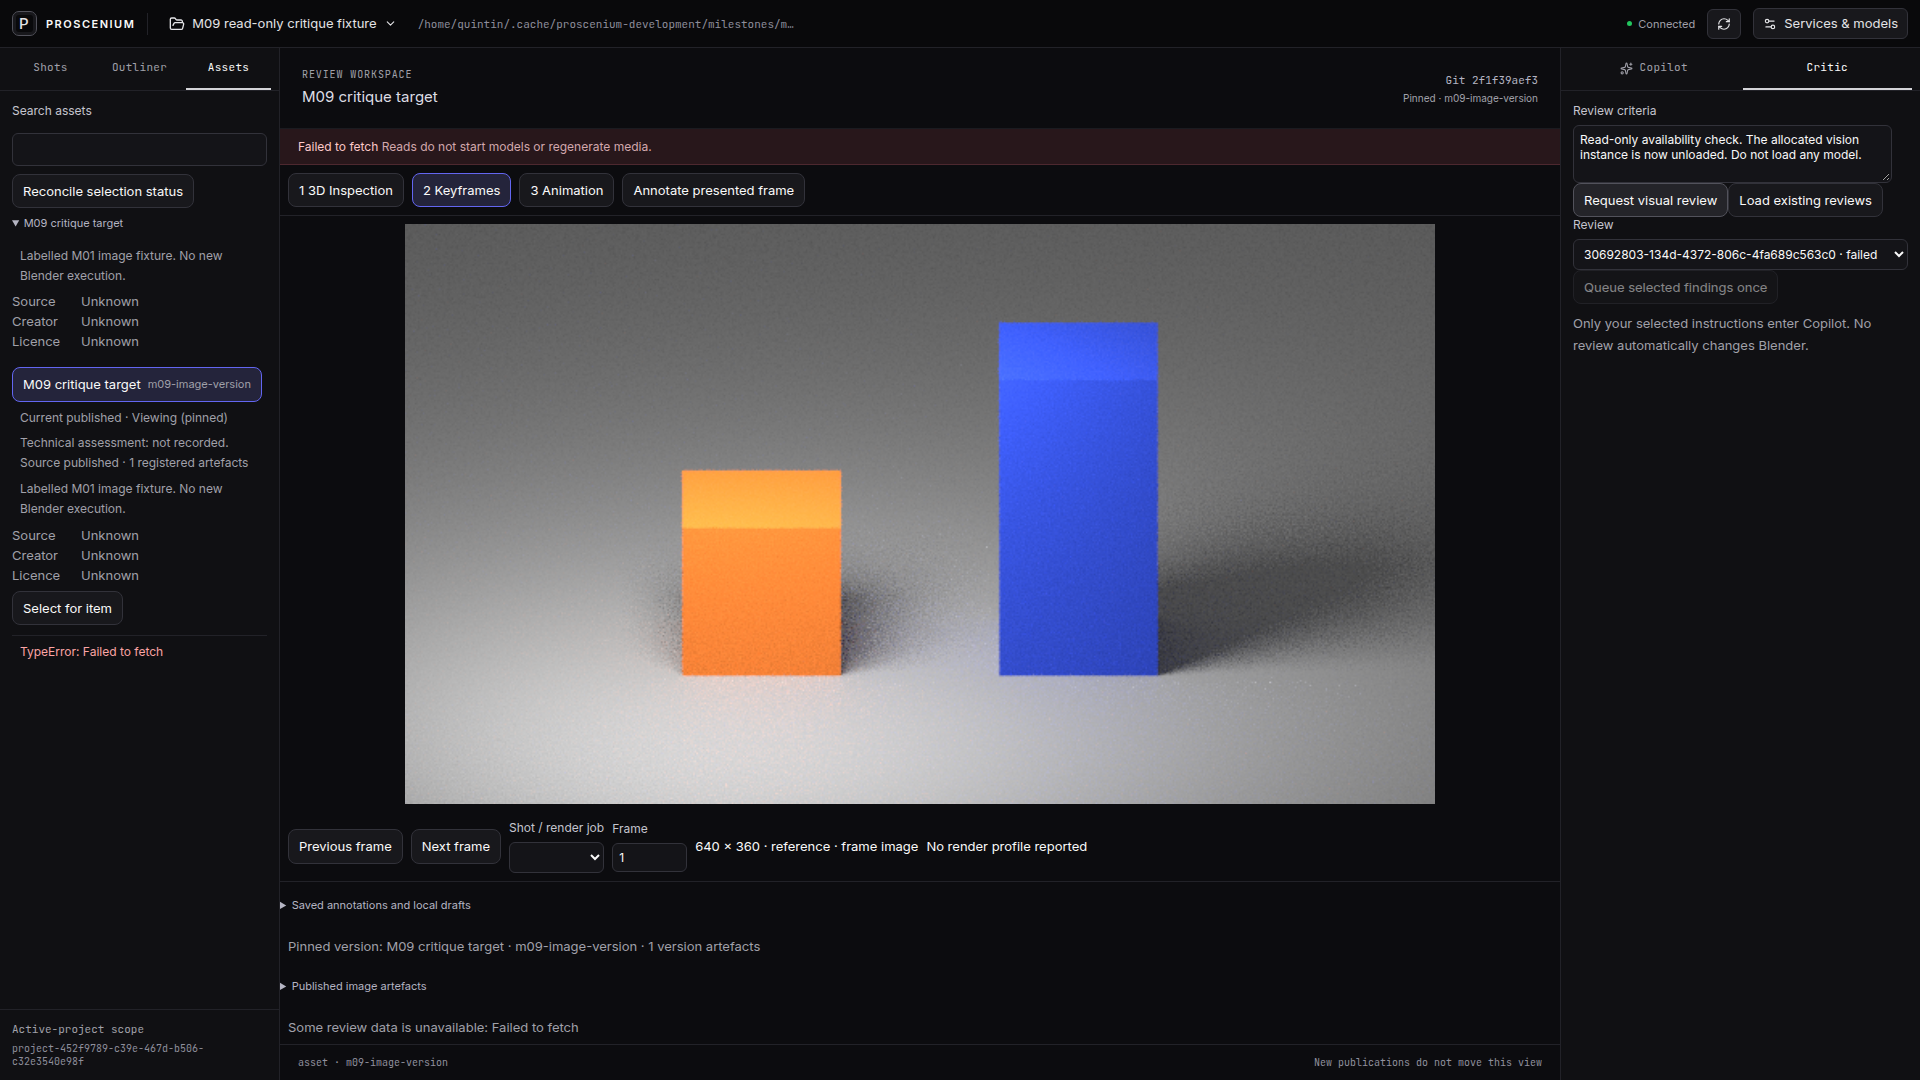 P PROSCENIUM
M09 read-only critique fixture
/home/quintin/.cache/proscenium-development/milestones/m…
Connected
Services & models
Shots
Outliner
Assets
Search assets
Reconcile selection status
M09 critique target
Labelled M01 image fixture. No new
Blender execution.
Source Unknown
Creator Unknown
Licence Unknown
M09 critique target m09-image-version
Current published · Viewing (pinned)
Technical assessment: not recorded.
Source published · 1 registered artefacts
Labelled M01 image fixture. No new
Blender execution.
Source Unknown
Creator Unknown
Licence Unknown
Select for item
TypeError: Failed to fetch
Active-project scope
project-452f9789-c39e-467d-b506-
c32e3540e98f
REVIEW WORKSPACE
M09 critique target
Git 2f1f39aef3
Pinned · m09-image-version
Failed to fetch Reads do not start models or regenerate media.
1 3D Inspection
2 Keyframes
3 Animation
Annotate presented frame
Previous frame
Next frame
Shot / render job
Frame
1
640 × 360 · reference · frame image No render profile reported
Saved annotations and local drafts
Pinned version: M09 critique target · m09-image-version · 1 version artefacts
Published image artefacts
Some review data is unavailable: Failed to fetch
asset · m09-image-version
New publications do not move this view
Copilot
Critic
Review criteria
Read-only availability check. The allocated vision
instance is now unloaded. Do not load any model.
Request visual review
Load existing reviews
Review
30692803-134d-4372-806c-4fa689c563c0 · failed
Queue selected findings once
Only your selected instructions enter Copilot. No
review automatically changes Blender.